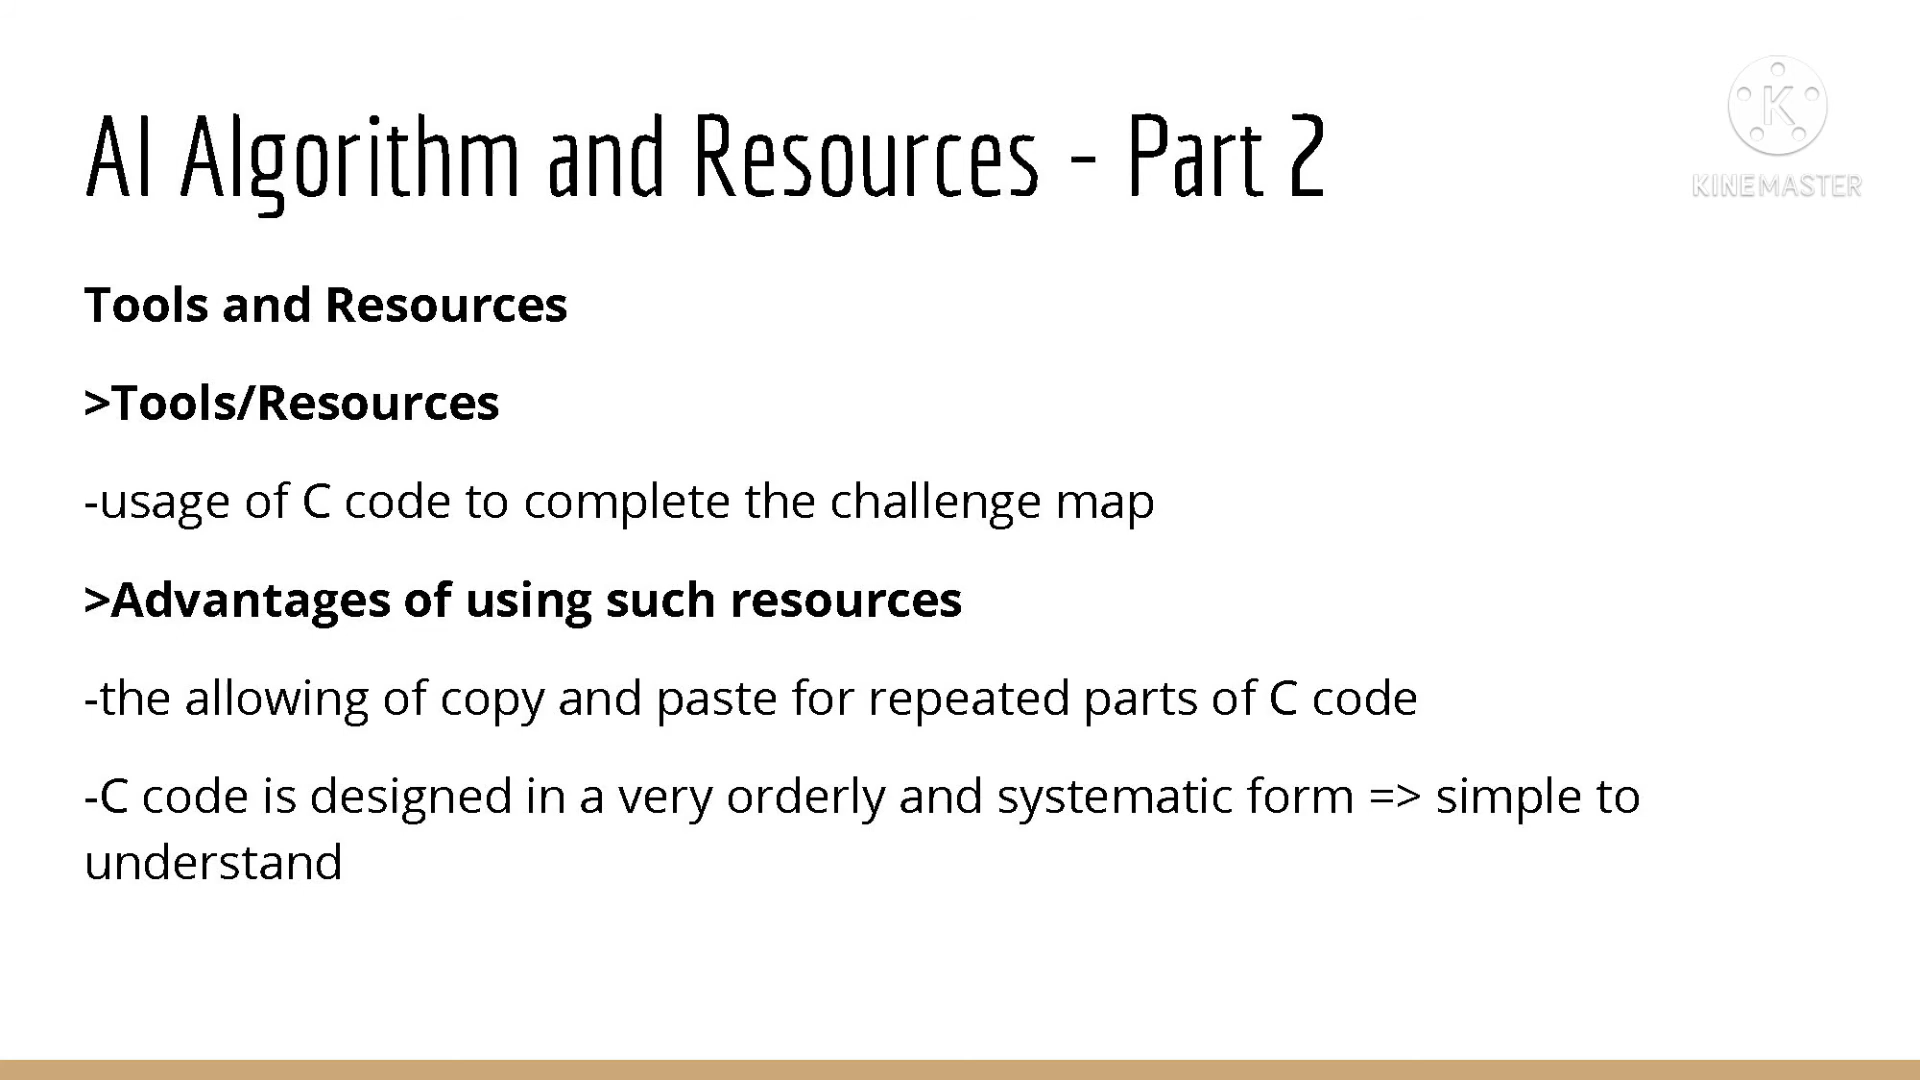 AI Algorithm and Resources - Part 2
K
KINEMASTER
Tools and Resources
>Tools/Resources
-usage of C code to complete the challenge map
>Advantages of using such resources
-the allowing of copy and paste for repeated parts of C code
-C code is designed in a very orderly and systematic form => simple to
understand